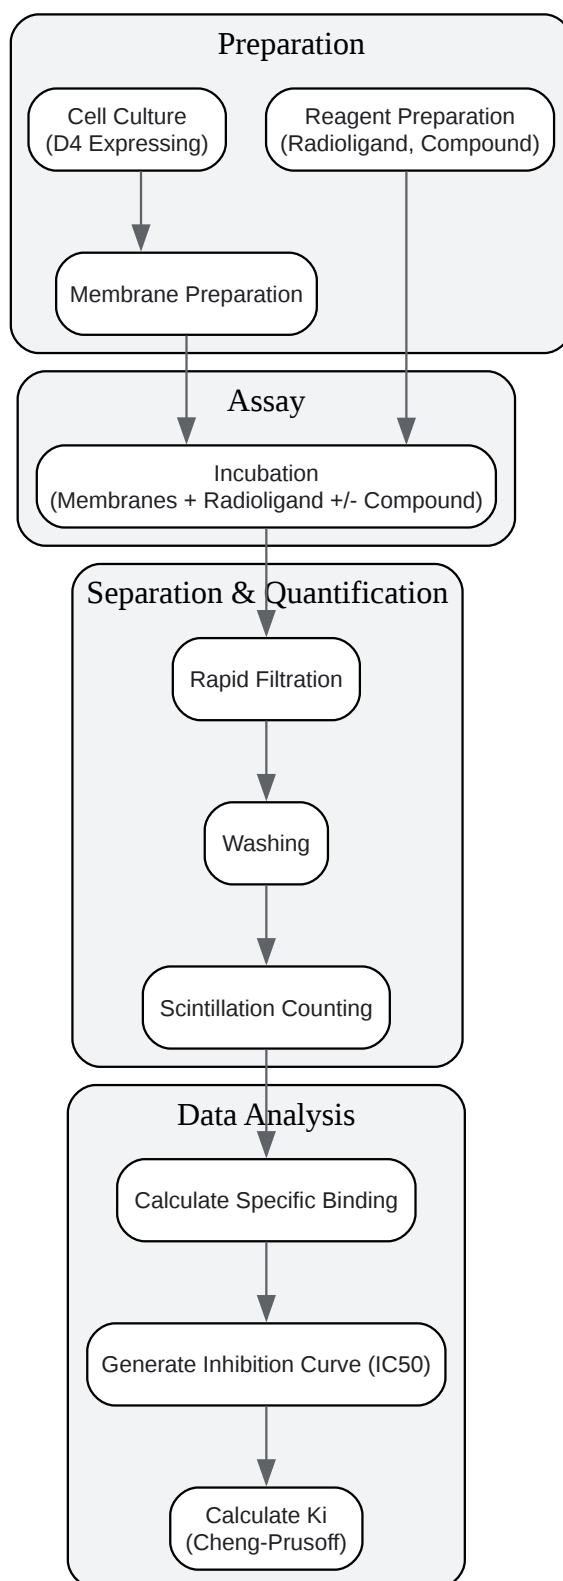 Preparation
Cell Culture
(D4 Expressing)
Reagent Preparation
(Radioligand, Compound)
Membrane Preparation
Assay
Incubation
(Membranes + Radioligand +/- Compound)
Separation & Quantification
Rapid Filtration
Washing
Scintillation Counting
Data Analysis
Calculate Specific Binding
Generate Inhibition Curve (IC50)
Calculate Ki
(Cheng-Prusoff)